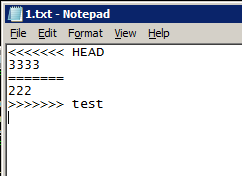 1.txt - Notepad
File Edit Format View Help
<<<<<<< HEAD
3333
=======
222
>>>>>>> test